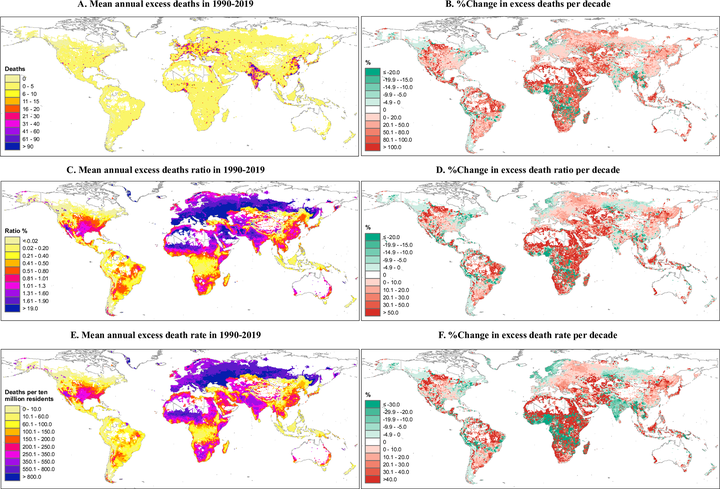 A. Mean annual excess deaths in 1990-2019
Deaths
0
0 - 5
6 - 10
11 - 15
16 - 20
21 - 30
31 - 40
41 - 60
61 - 90
> 90
B. %Change in excess deaths per decade
%
≤ -20.0
-19.9 - -15.0
-14.9 - -10.0
-9.9 - -5.0
-4.9 - 0
0
0 - 20.0
20.1 - 50.0
50.1 - 80.0
80.1 - 100.0
> 100.0
C. Mean annual excess deaths ratio in 1990-2019
Ratio %
< 0.02
0.02 - 0.20
0.21 - 0.40
0.41 - 0.50
0.51 - 0.80
0.81 - 1.01
1.01 - 1.3
1.31 - 1.60
1.61 - 1.90
> 19.0
D. %Change in excess death ratio per decade
%
≤ -20.0
-19.9 - -15.0
-14.9 - -10.0
-9.9 - -5.0
-4.9 - 0
0
0 - 10.0
10.1 - 20.0
20.1 - 30.0
30.1 - 50.0
> 50.0
E. Mean annual excess death rate in 1990-2019
Deaths per ten
million residents
0 - 10.0
10.1 - 60.0
60.1 - 100.0
100.1 - 150.0
150.1 - 200.0
200.1 - 250.0
250.1 - 350.0
350.1 - 550.0
550.1 - 800.0
> 800.0
F. %Change in excess death rate per decade
%
≤ -30.0
-29.9 - -20.0
-19.9 - -10.0
-9.9 - -5.0
-4.9 - 0
0
0 - 10.0
10.1 - 20.0
20.1 - 30.0
30.1 - 40.0
>40.0